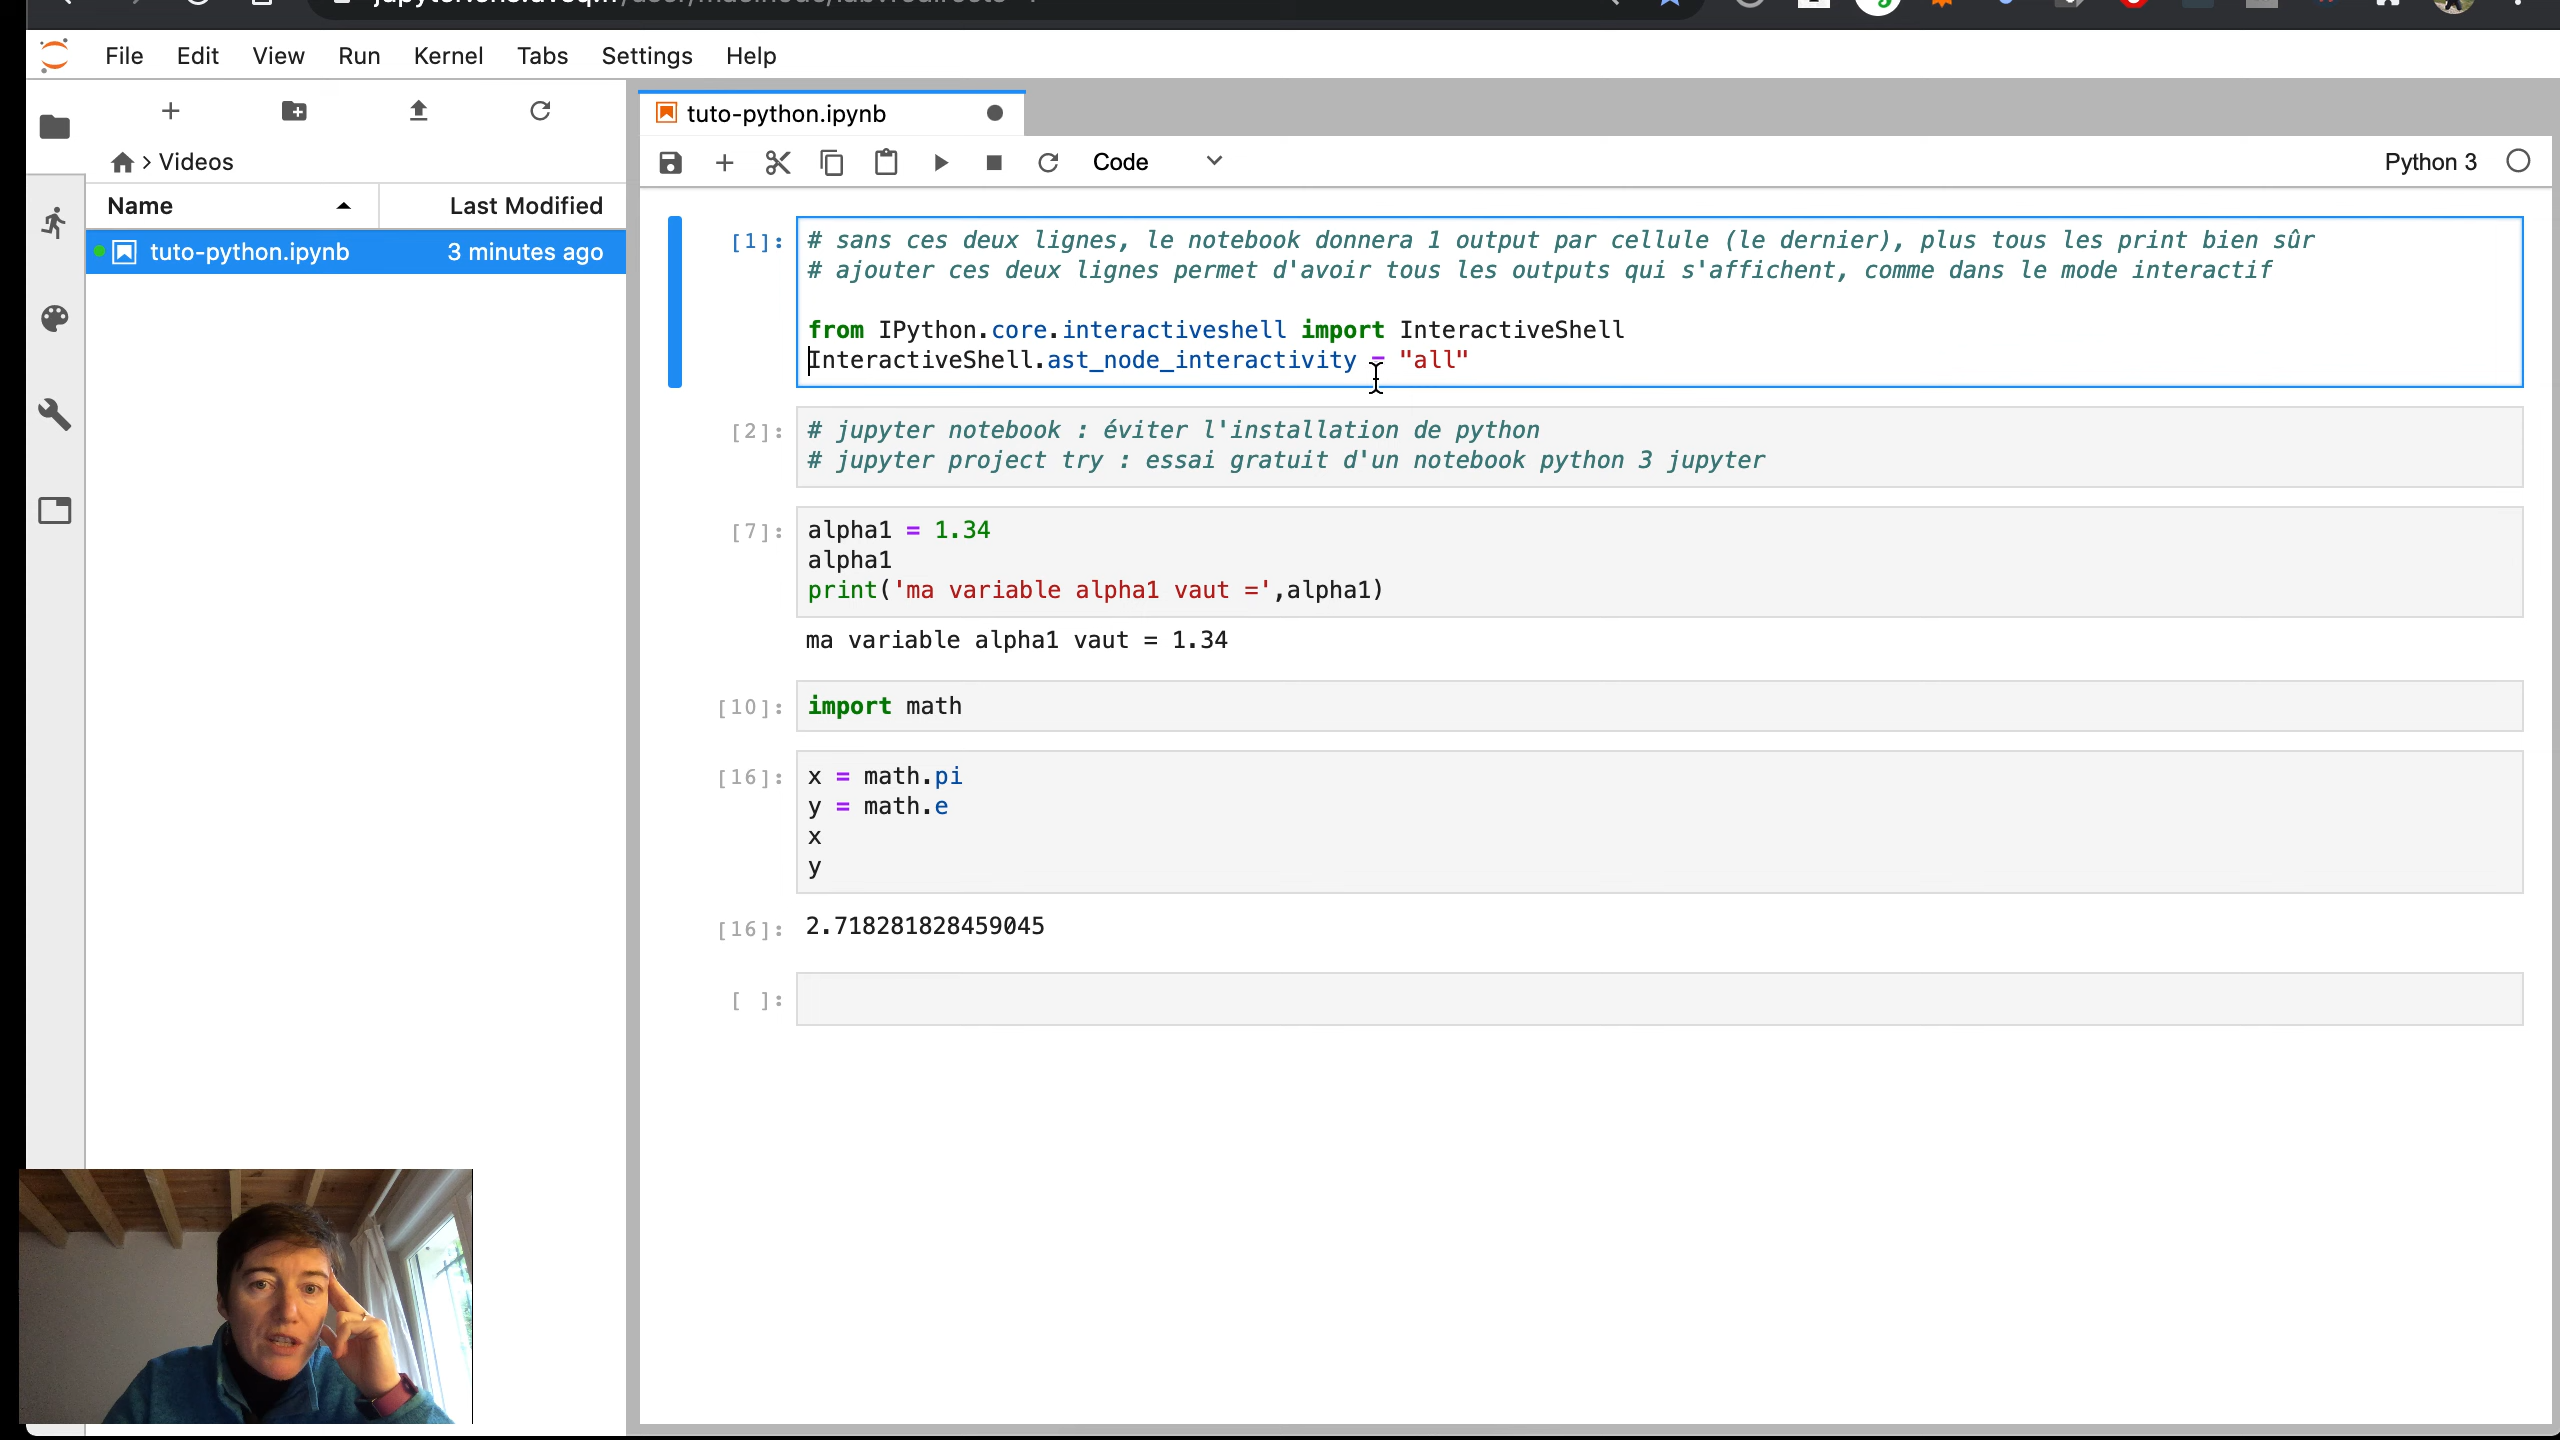 File Edit View Run Kernel Tabs Settings Help
tuto-python.ipynb
Videos
Code
Python 3
Name Last Modified
tuto-python.ipynb 3 minutes ago
[1]: # sans ces deux lignes, le notebook donnera 1 output par cellule (le dernier), plus tous les print bien sûr
# ajouter ces deux lignes permet d'avoir tous les outputs qui s'affichent, comme dans le mode interactif
from IPython.core.interactiveshell import InteractiveShell
InteractiveShell.ast_node_interactivity = "all"
[2]: # jupyter notebook : éviter l'installation de python
# jupyter project try : essai gratuit d'un notebook python 3 jupyter
[7]: alpha1 = 1.34
alpha1
print('ma variable alpha1 vaut =',alpha1)
ma variable alpha1 vaut = 1.34
[10]: import math
[16]: x = math.pi
y = math.e
x
y
[16]: 2.718281828459045
[ ]: